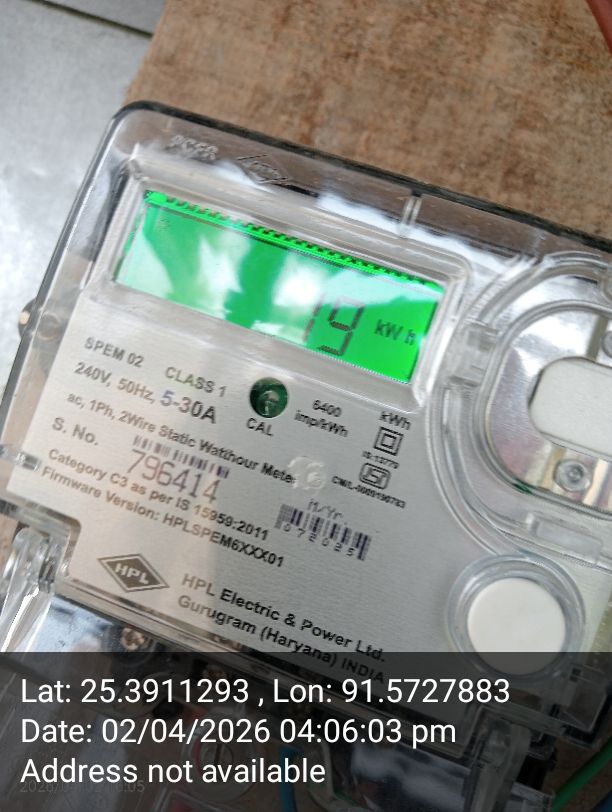 19 kWh
SPEM 02 CLASS 1
240V, 50Hz, 5-30A
ac, 1Ph, 2Wire Static Watthour Meter
6400
imp/kWh
CAL
kWh
IS:13779
S. No.
796414
Category C3 as per IS 15959:2011
Firmware Version: HPLSPEM6XXX01
M/Yr.
HPL
HPL Electric & Power Ltd.
Gurugram (Haryana) INDIA
Lat: 25.3911293 , Lon: 91.5727883
Date: 02/04/2026 04:06:03 pm
Address not available